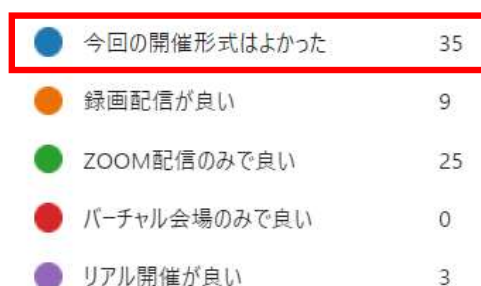 今回の開催形式はよかった 35
録画配信が良い 9
ZOOM配信のみで良い 25
バーチャル会場のみで良い 0
リアル開催が良い 3